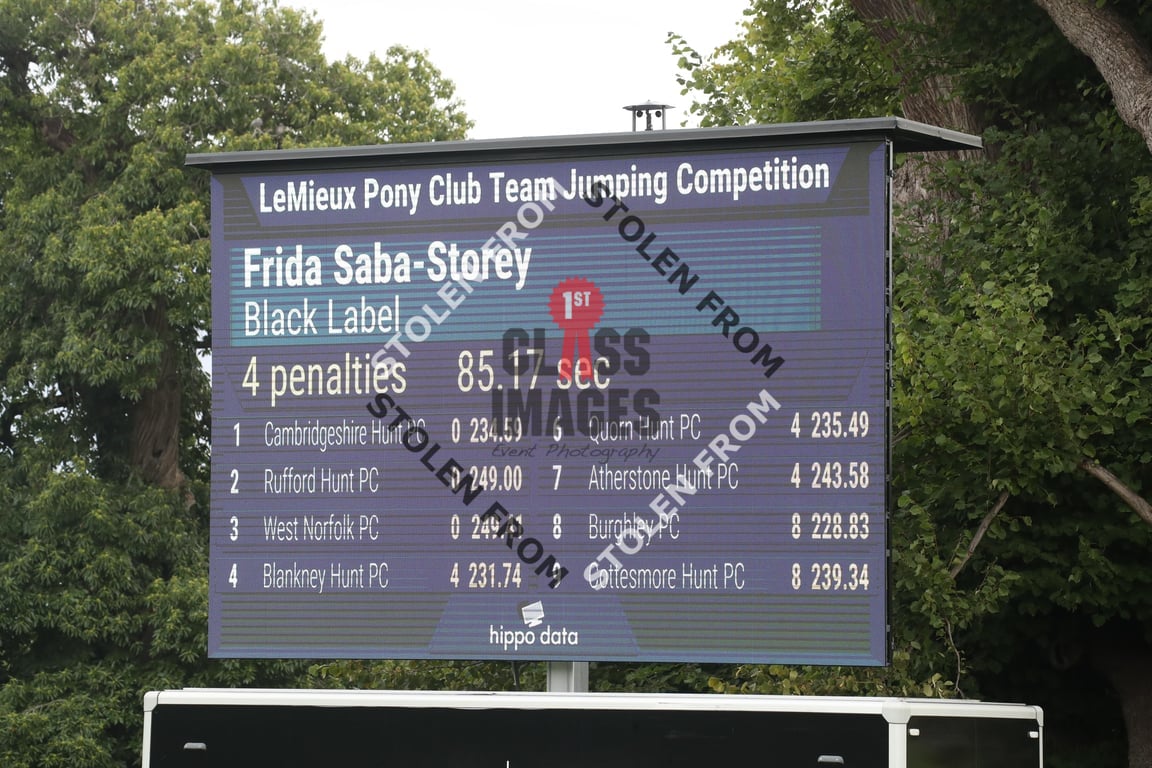 LeMieux Pony Club Team Jumping Competition
Frida Saba-Storey
Black Label
4 penalties 85.17 sec
1 Cambridgeshire Hunt PC 0 234.59 6 Quorn Hunt PC 4 235.49
2 Rufford Hunt PC 0 249.00 7 Atherstone Hunt PC 4 243.58
3 West Norfolk PC 0 8 Burghley PC 8 228.83
4 Blankney Hunt PC 4 231.74 9 Cottesmore Hunt PC 8 239.34
hippo data
1ST
GLASS
IMAGES
Event Photography
STOLEN FROM
STOLEN FROM
STOLEN FROM
STOLEN FROM